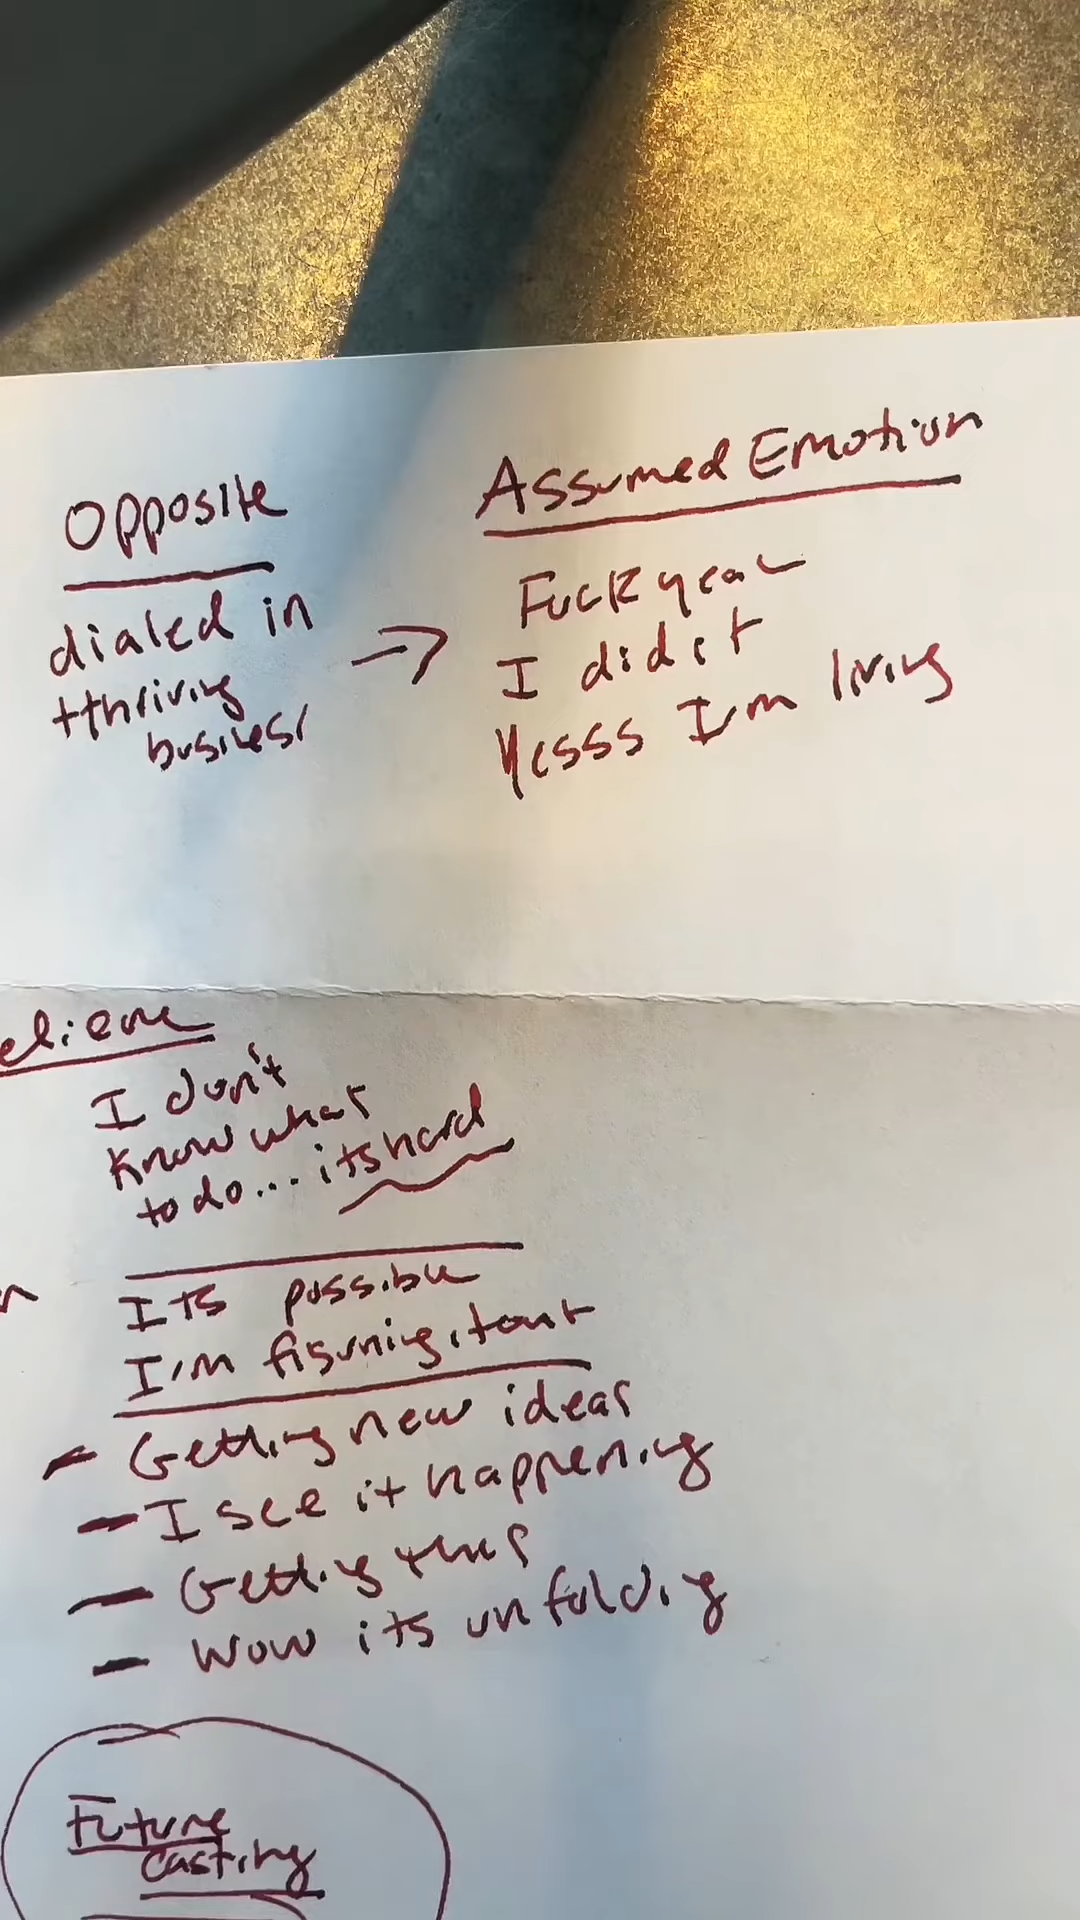 Opposite
dialed in
+thriving
business
→
Assumed Emotion
Fuck yeah
I did it
Yesss I'm living
elieve
I don't
know what
to do... its hard
Its possible
I'm figuring it out
- Getting new ideas
- I see it happening
- Getting this
- Wow its unfolding
Future
casting